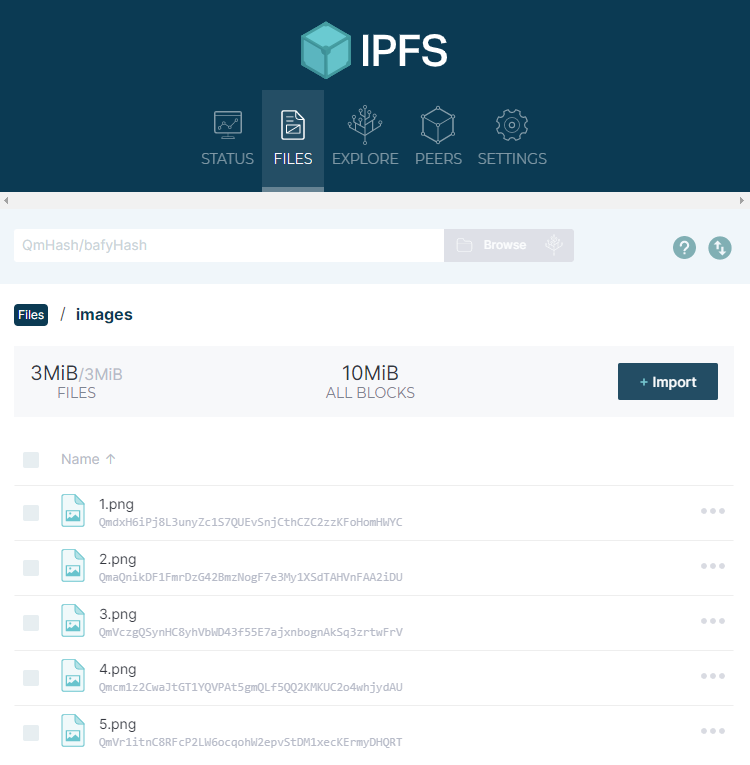 IPFS
STATUS FILES EXPLORE PEERS SETTINGS
QmHash/bafyHash Browse ?
Files / images
3MiB/3MiB 10MiB
FILES ALL BLOCKS
+ Import
Name ↑
1.png
QmdxH6iPj8L3unyZc1S7QUEvSnjCthCZC2zzKFoHomHWYC
2.png
QmaQnikDF1FmrDzG42BmzNogF7e3My1XSdTAHVnFAA2iDU
3.png
QmVczgQSynHC8yhVbWD43f55E7ajxnbognAkSq3zrtwFrV
4.png
Qmcm1z2CwaJtGT1YQVPAt5gmQLf5QQ2KMKUC2o4whjydAU
5.png
QmVr1itnC8RFcP2LW6ocqohW2epvStDM1xecKErmyDHQRT